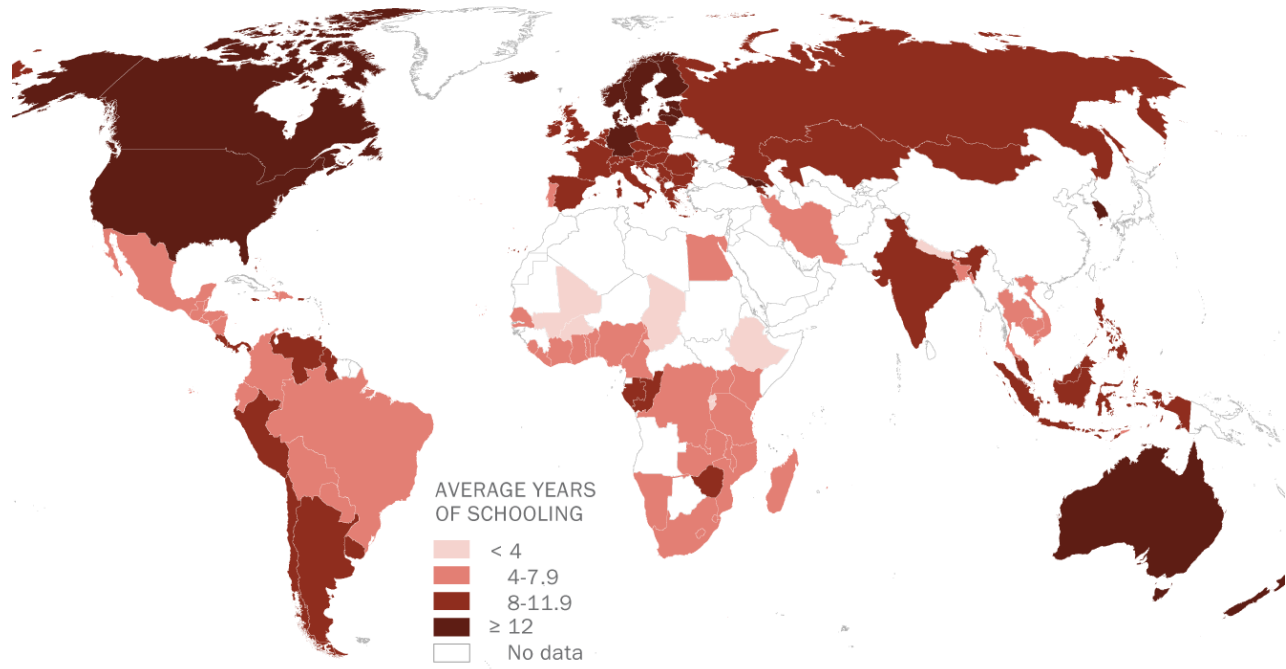 AVERAGE YEARS
OF SCHOOLING
< 4
4-7.9
8-11.9
≥ 12
No data